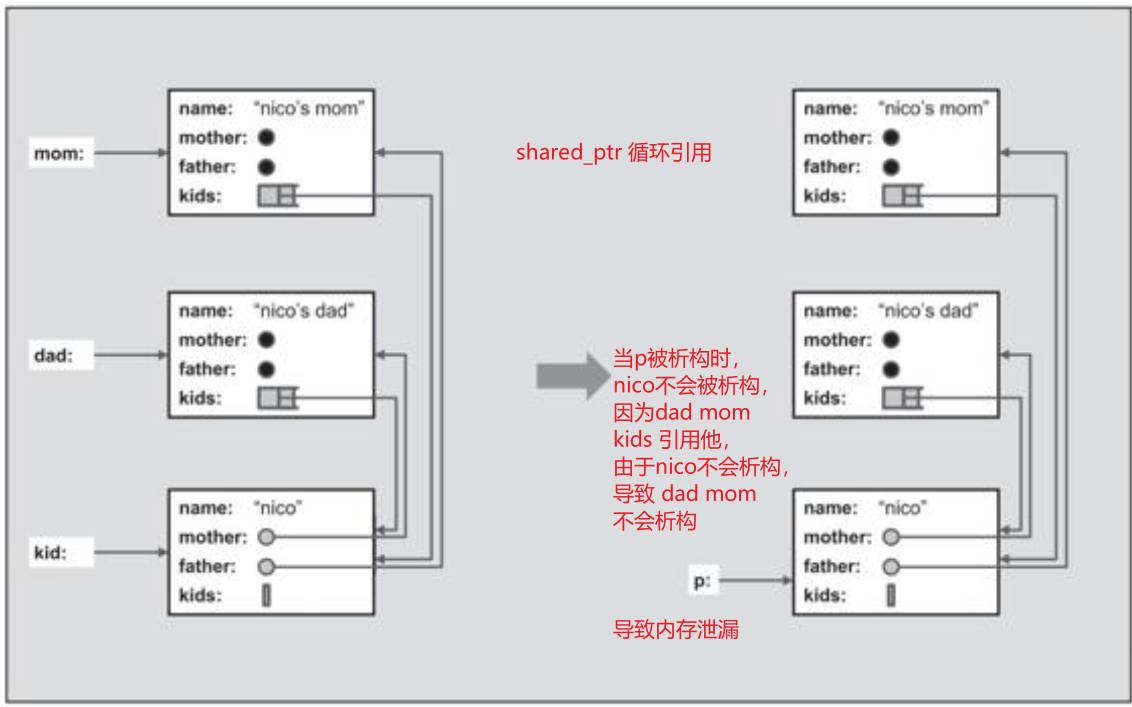 name: “nico’s mom”
mother:
father:
kids:
mom:
name: “nico’s dad”
mother:
father:
kids:
dad:
name: “nico”
mother:
father:
kids:
kid:
shared_ptr 循环引用
当p被析构时，
nico不会被析构，
因为dad mom
kids 引用他，
由于nico不会析构，
导致 dad mom
不会析构
导致内存泄漏
name: “nico’s mom”
mother:
father:
kids:
name: “nico’s dad”
mother:
father:
kids:
name: “nico”
mother:
father:
kids:
p: